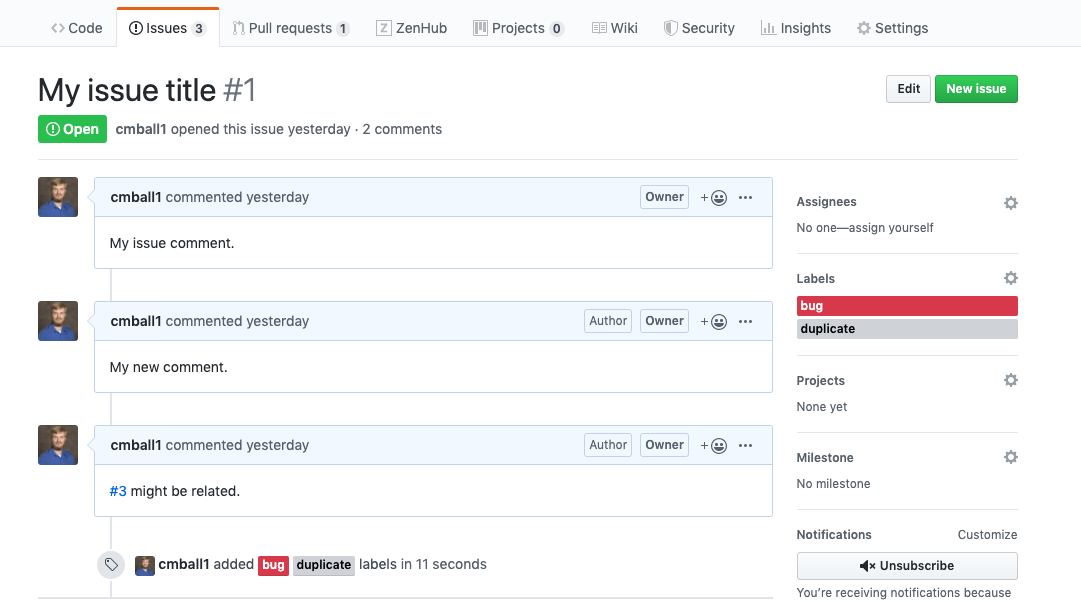 Code Issues 3 Pull requests 1 ZenHub Projects 0 Wiki Security Insights Settings
My issue title #1
Edit New issue
Open cmball1 opened this issue yesterday · 2 comments
cmball1 commented yesterday Owner + ···
My issue comment.
cmball1 commented yesterday Author Owner + ···
My new comment.
cmball1 commented yesterday Author Owner + ···
#3 might be related.
cmball1 added bug duplicate labels in 11 seconds
Assignees
No one—assign yourself
Labels
bug
duplicate
Projects
None yet
Milestone
No milestone
Notifications Customize
Unsubscribe
You’re receiving notifications because